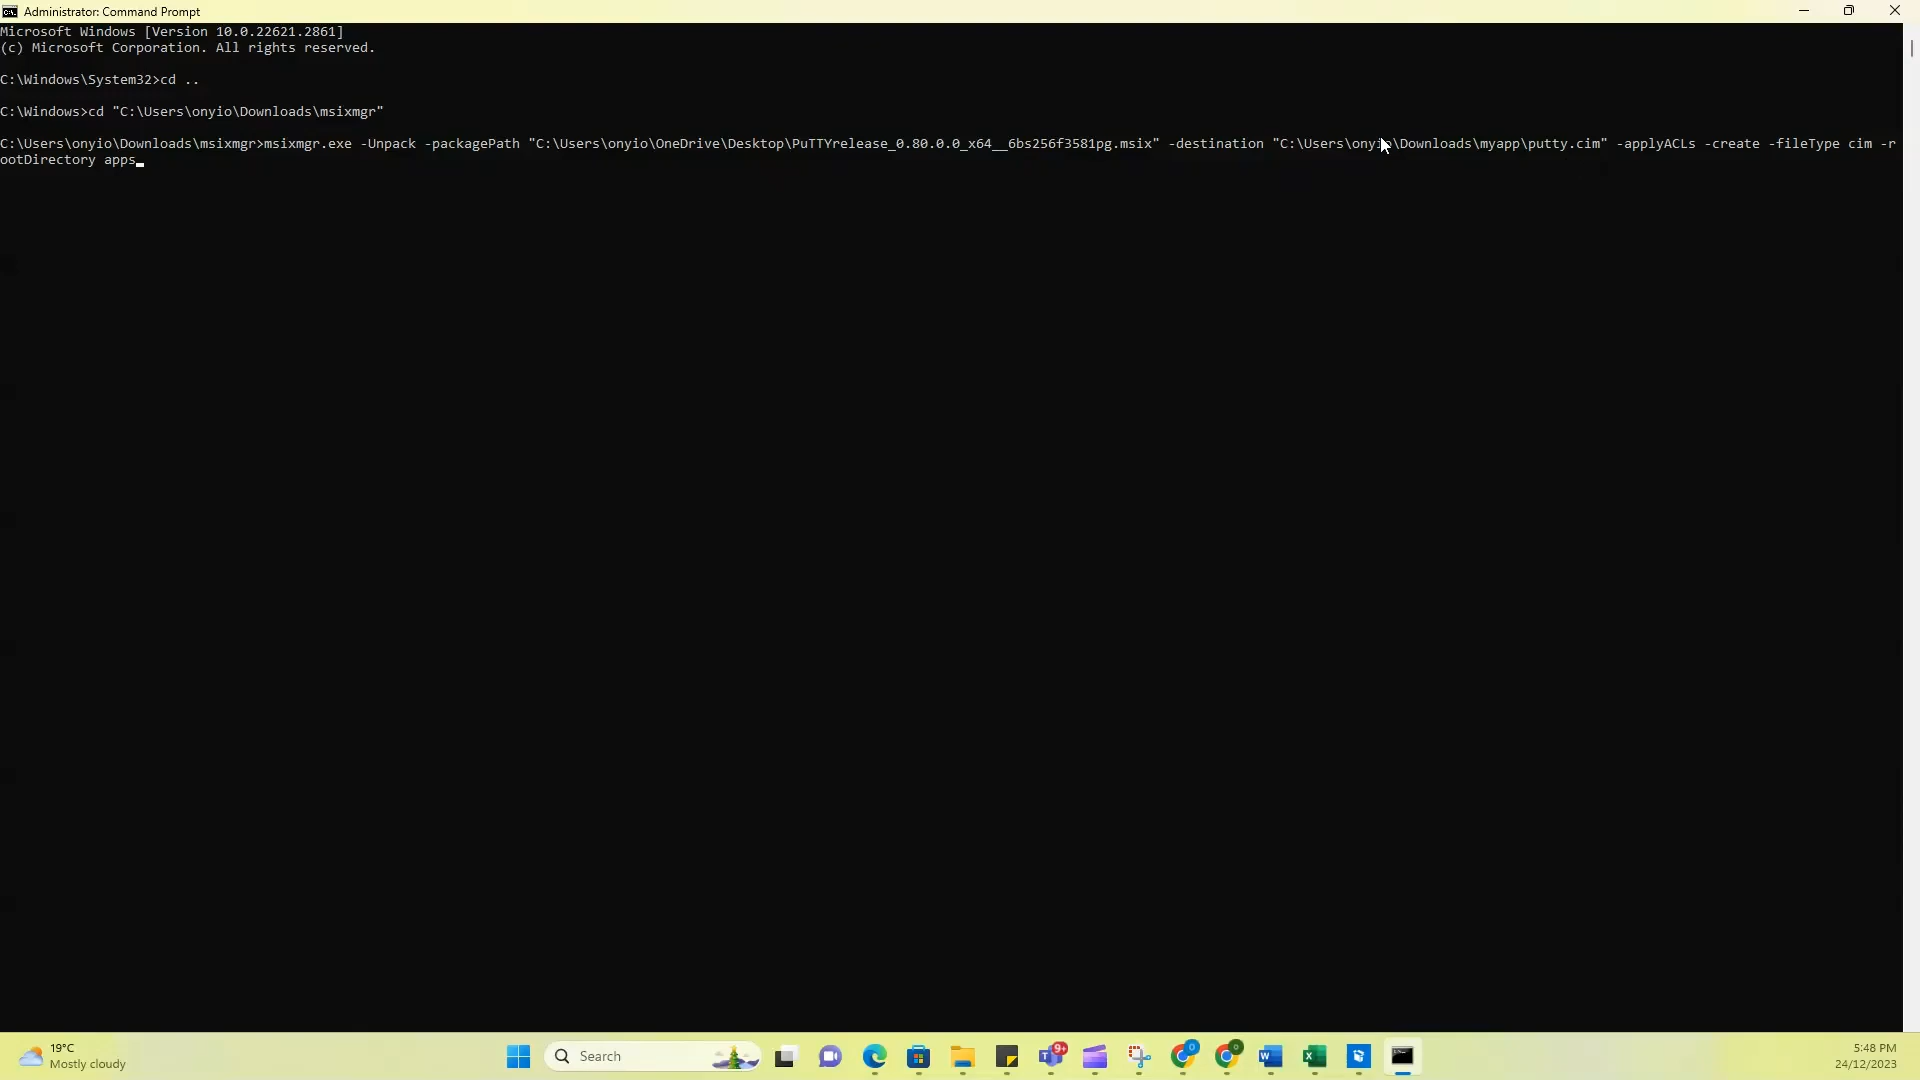 Administrator: Command Prompt
Microsoft Windows [Version 10.0.22621.2861]
(c) Microsoft Corporation. All rights reserved.
C:\Windows\System32>cd ..
C:\Windows>cd "C:\Users\onyio\Downloads\msixmgr"
C:\Users\onyio\Downloads\msixmgr>msixmgr.exe -Unpack -packagePath "C:\Users\onyio\OneDrive\Desktop\PuTTYrelease_0.80.0.0_x64__6bs256f3581pg.msix" -destination "C:\Users\onyio\Downloads\myapp\putty.cim" -applyACLs -create -fileType cim -r
ootDirectory apps
19°C
Mostly cloudy
Search
9+
5:48 PM
24/12/2023